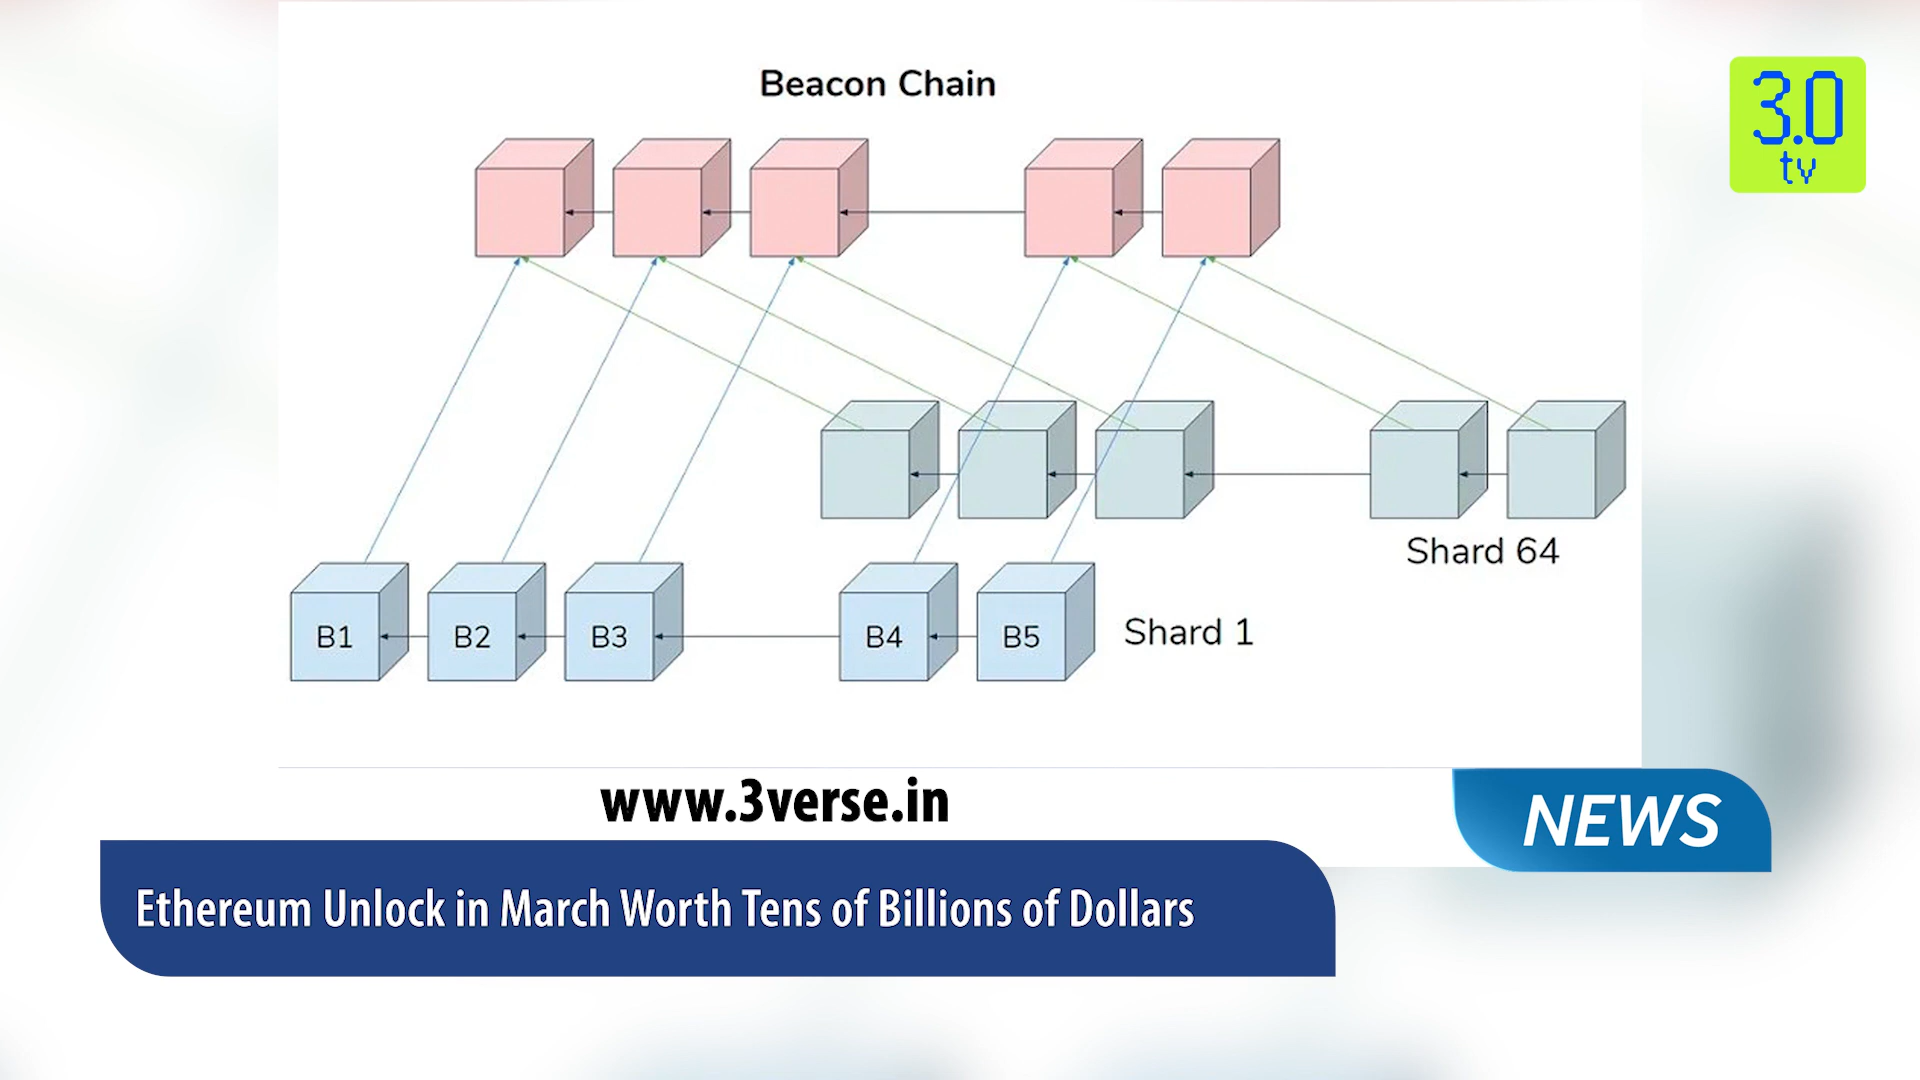 Beacon Chain
3.0
tv
Shard 64
B1 B2 B3 B4 B5 Shard 1
www.3verse.in
NEWS
Ethereum Unlock in March Worth Tens of Billions of Dollars